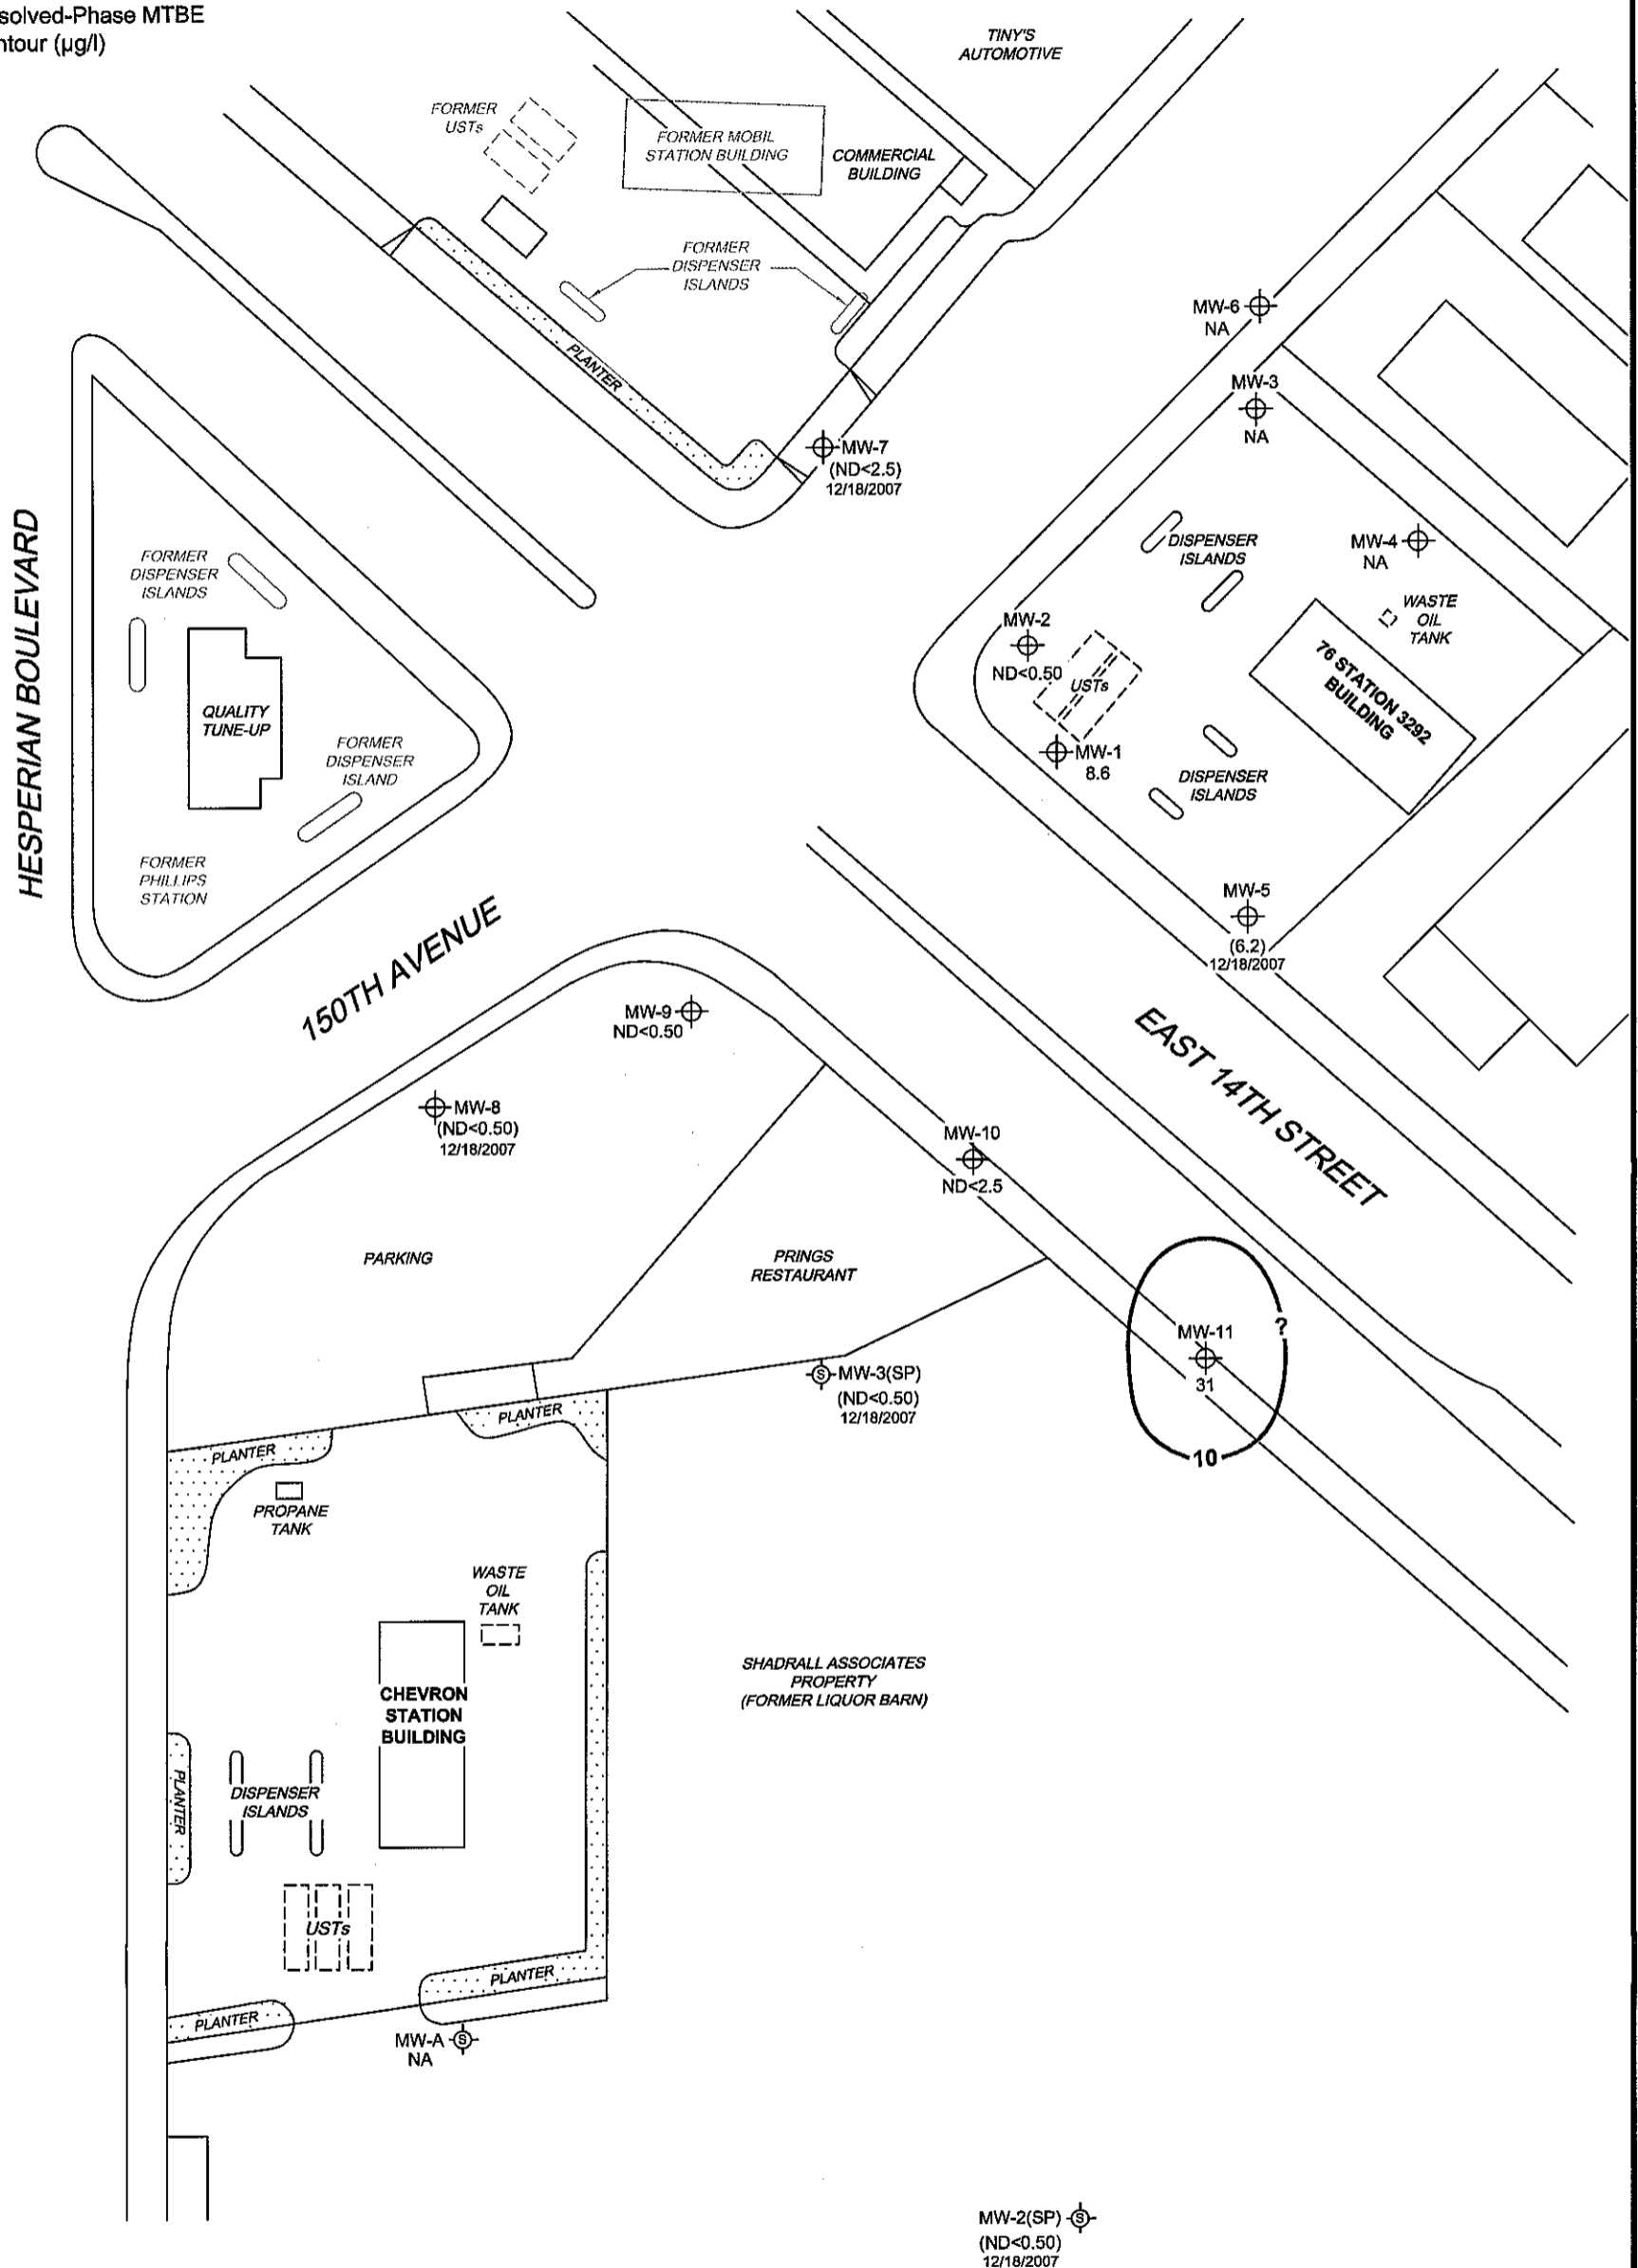 solved-Phase MTBE
ntour (µg/l)
TINY'S
AUTOMOTIVE
FORMER
USTs
FORMER MOBIL
STATION BUILDING
COMMERCIAL
BUILDING
FORMER
DISPENSER
ISLANDS
PLANTER
MW-6
NA
MW-3
NA
MW-7
(ND<2.5)
12/18/2007
HESPERIAN BOULEVARD
FORMER
DISPENSER
ISLANDS
DISPENSER
ISLANDS
MW-4
NA
WASTE
OIL
TANK
MW-2
ND<0.50
USTs
76 STATION 3292
BUILDING
QUALITY
TUNE-UP
FORMER
DISPENSER
ISLAND
MW-1
8.6
DISPENSER
ISLANDS
FORMER
PHILLIPS
STATION
MW-5
(6.2)
12/18/2007
150TH AVENUE
MW-9
ND<0.50
EAST 14TH STREET
MW-8
(ND<0.50)
12/18/2007
MW-10
ND<2.5
PARKING
PRINGS
RESTAURANT
?
MW-11
31
10
MW-3(SP)
(ND<0.50)
12/18/2007
S
PLANTER
PLANTER
PROPANE
TANK
WASTE
OIL
TANK
SHADRALL ASSOCIATES
PROPERTY
(FORMER LIQUOR BARN)
CHEVRON
STATION
BUILDING
PLANTER
DISPENSER
ISLANDS
USTs
PLANTER
PLANTER
MW-A
NA
S
MW-2(SP)
S
(ND<0.50)
12/18/2007